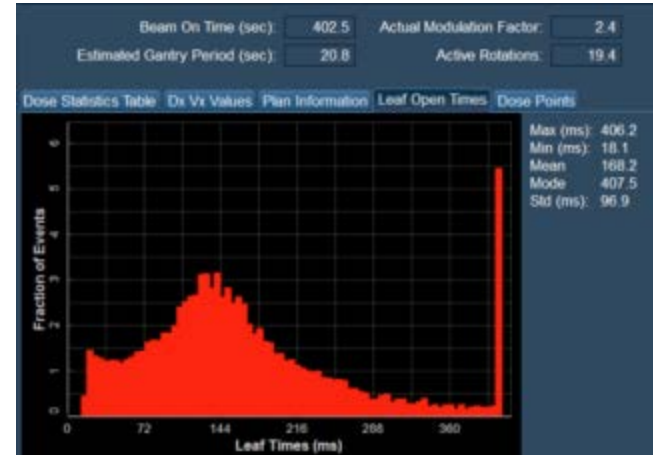 Beam On Time (sec): 402.5 Actual Modulation Factor: 2.4
Estimated Gantry Period (sec): 20.8 Active Rotations: 19.4
Dose Statistics Table Dx Vx Values Plan Information Leaf Open Times Dose Points
Max (ms): 406.2
Min (ms): 18.1
Mean 168.2
Mode 407.5
Std (ms): 96.9
Fraction of Events
6
5
4
3
2
1
0
0 72 144 216 288 360
Leaf Times (ms)